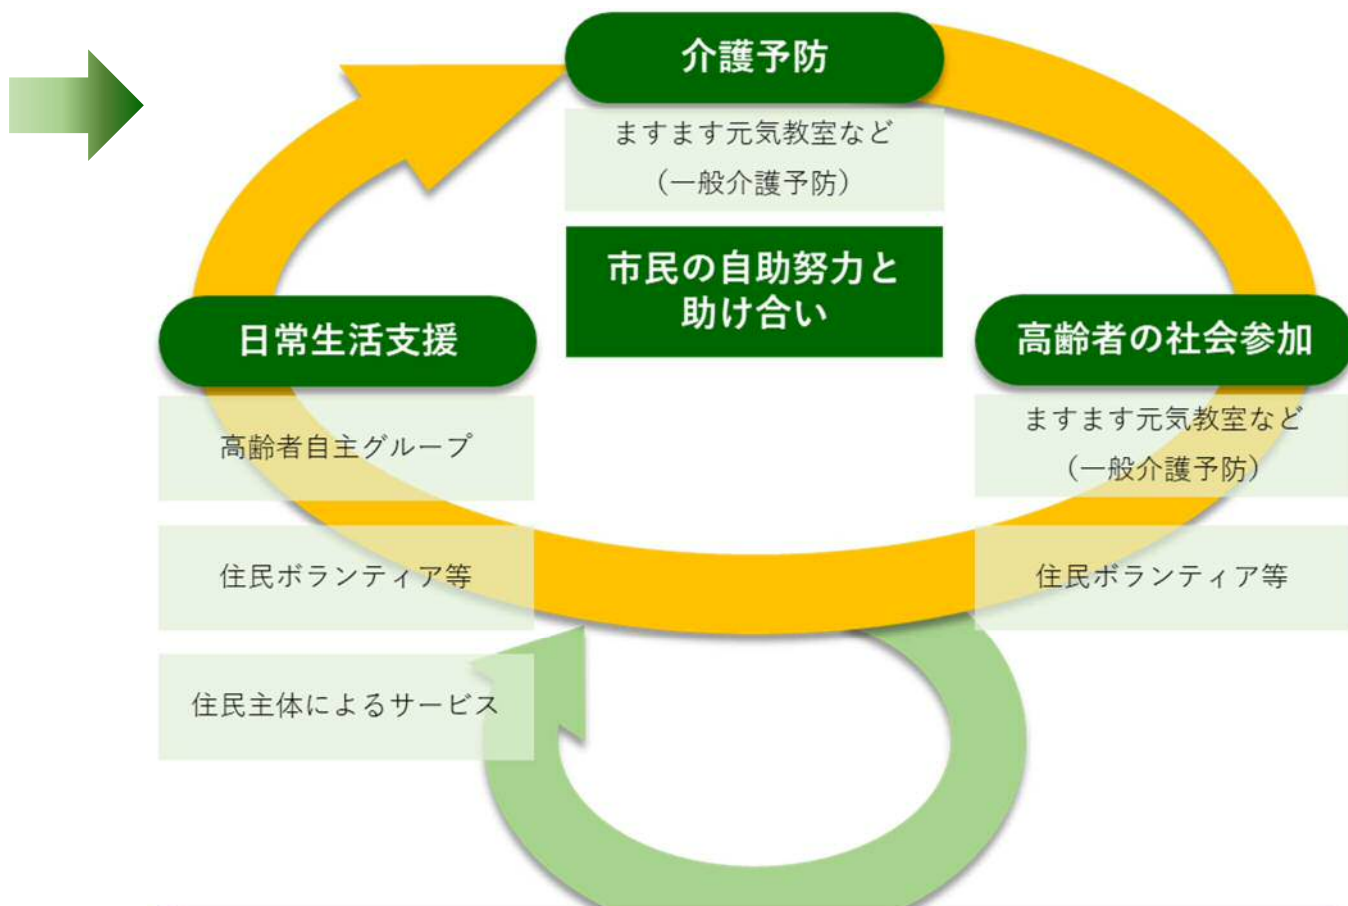 介護予防
ますます元気教室など
（一般介護予防）
市民の自助努力と
助け合い
日常生活支援
高齢者自主グループ
住民ボランティア等
住民主体によるサービス
高齢者の社会参加
ますます元気教室など
（一般介護予防）
住民ボランティア等